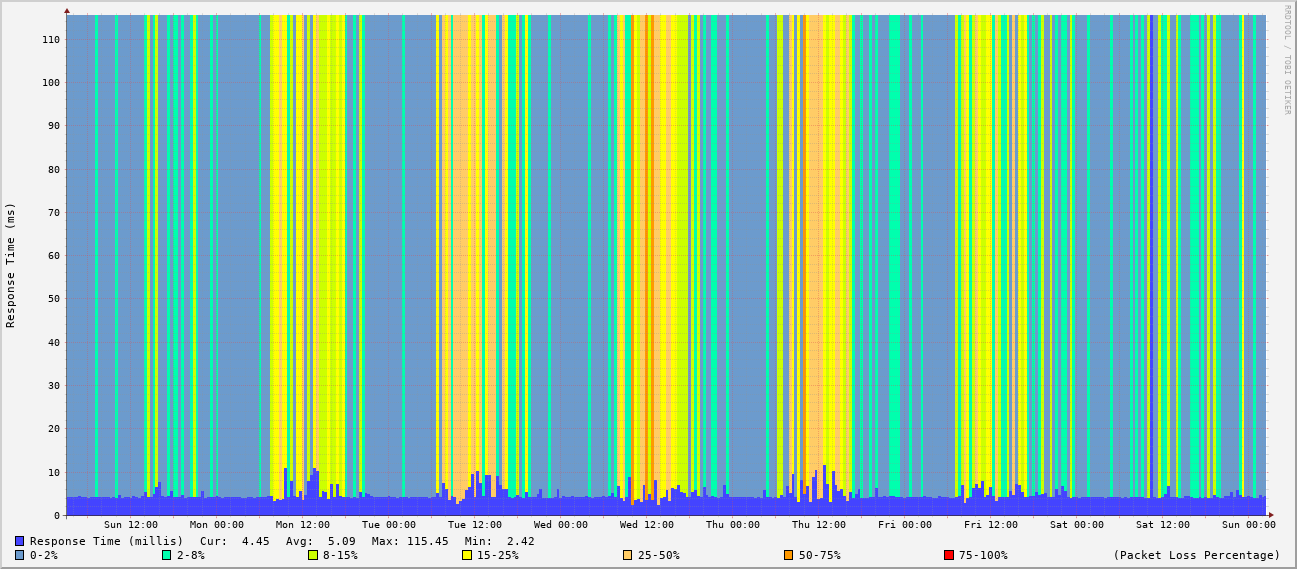 RRDTOOL / TOBI OETIKER
Response Time (ms)
110
100
90
80
70
60
50
40
30
20
10
0
Sun 12:00 Mon 00:00 Mon 12:00 Tue 00:00 Tue 12:00 Wed 00:00 Wed 12:00 Thu 00:00 Thu 12:00 Fri 00:00 Fri 12:00 Sat 00:00 Sat 12:00 Sun 00:00
Response Time (millis) Cur: 4.45 Avg: 5.09 Max: 115.45 Min: 2.42
0-2% 2-8% 8-15% 15-25% 25-50% 50-75% 75-100% (Packet Loss Percentage)